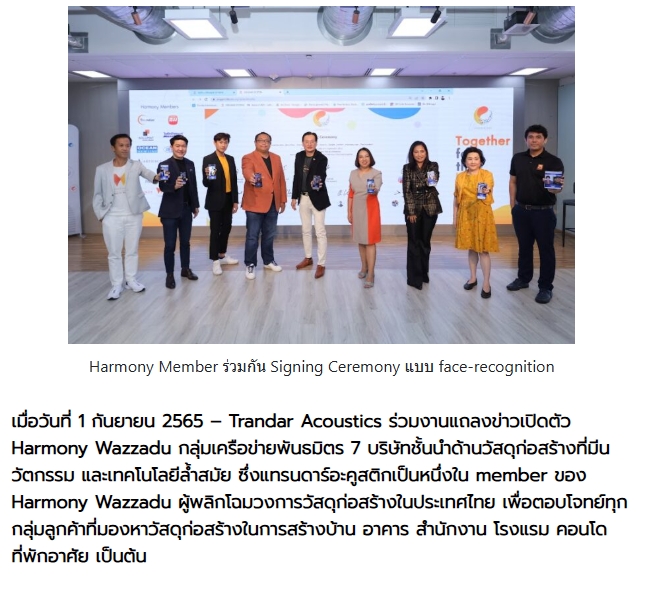 Harmony Members
Together
Harmony Member ร่วมกัน Signing Ceremony แบบ face-recognition
เมื่อวันที่ 1 กันยายน 2565 – Trandar Acoustics ร่วมงานแถลงข่าวเปิดตัว
Harmony Wazzadu กลุ่มเครือข่ายพันธมิตร 7 บริษัทชั้นนำด้านวัสดุก่อสร้างที่มีน
วัตกรรม และเทคโนโลยีล้ำสมัย ซึ่งแทรนดาร์อะคูสติกเป็นหนึ่งใน member ของ
Harmony Wazzadu ผู้พลิกโฉมวงการวัสดุก่อสร้างในประเทศไทย เพื่อตอบโจทย์ทุก
กลุ่มลูกค้าที่มองหาวัสดุก่อสร้างในการสร้างบ้าน อาคาร สำนักงาน โรงแรม คอนโด
ที่พักอาศัย เป็นต้น